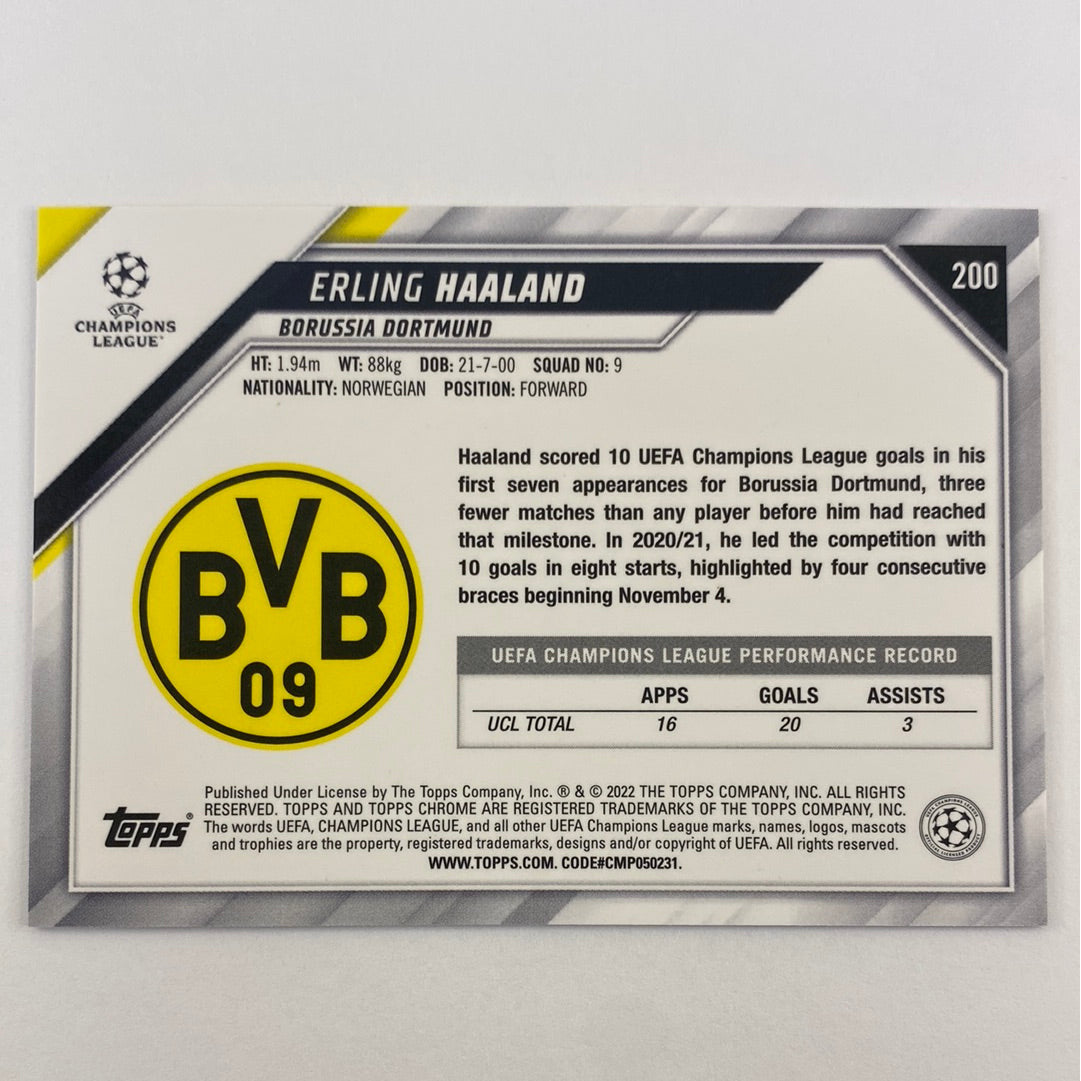 UEFA
CHAMPIONS
LEAGUE
ERLING HAALAND
200
BORUSSIA DORTMUND
HT: 1.94m WT: 88kg DOB: 21-7-00 SQUAD NO: 9
NATIONALITY: NORWEGIAN POSITION: FORWARD
BVB
09
Haaland scored 10 UEFA Champions League goals in his
first seven appearances for Borussia Dortmund, three
fewer matches than any player before him had reached
that milestone. In 2020/21, he led the competition with
10 goals in eight starts, highlighted by four consecutive
braces beginning November 4.
UEFA CHAMPIONS LEAGUE PERFORMANCE RECORD
APPS GOALS ASSISTS
UCL TOTAL 16 20 3
Published Under License by The Topps Company, Inc. ® & © 2022 THE TOPPS COMPANY, INC. ALL RIGHTS
RESERVED. TOPPS AND TOPPS CHROME ARE REGISTERED TRADEMARKS OF THE TOPPS COMPANY, INC.
The words UEFA, CHAMPIONS LEAGUE, and all other UEFA Champions League marks, names, logos, mascots
and trophies are the property, registered trademarks, designs and/or copyright of UEFA. All rights reserved.
WWW.TOPPS.COM. CODE#CMP050231.
Topps®